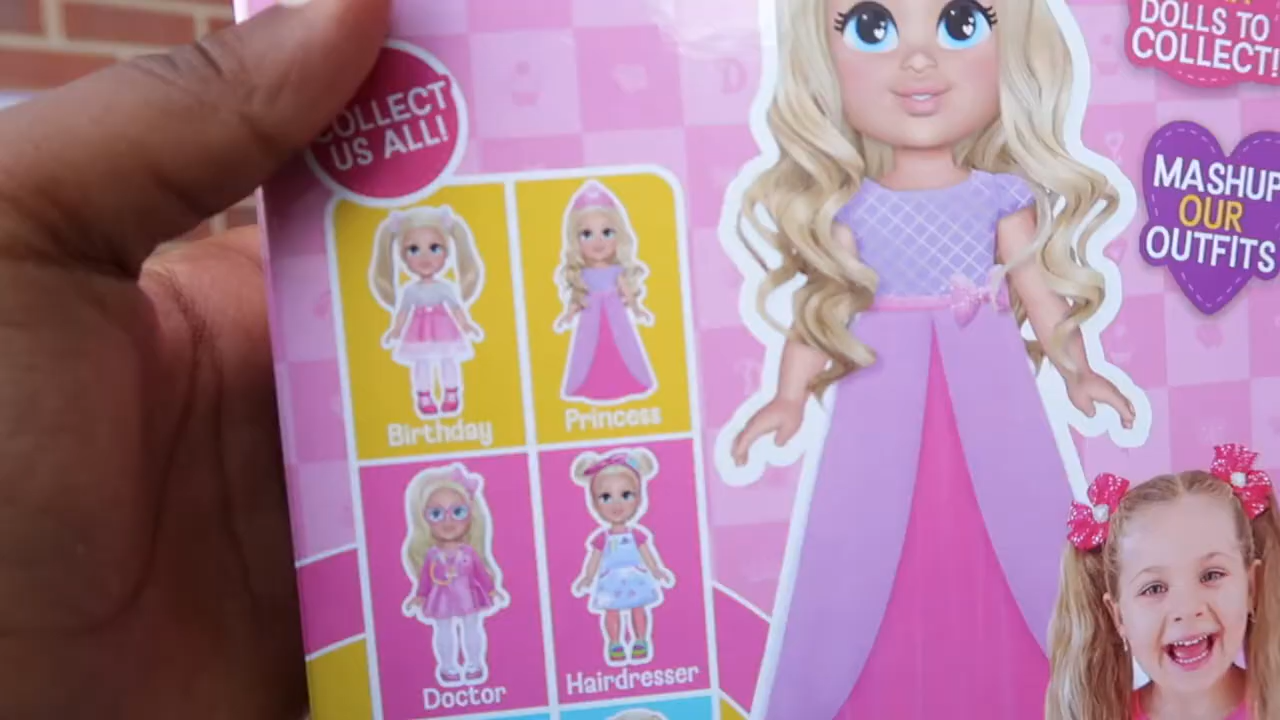 DOLLS TO
COLLECT!
COLLECT
US ALL!
MASHUP
OUR
OUTFITS
Birthday
Princess
Doctor
Hairdresser